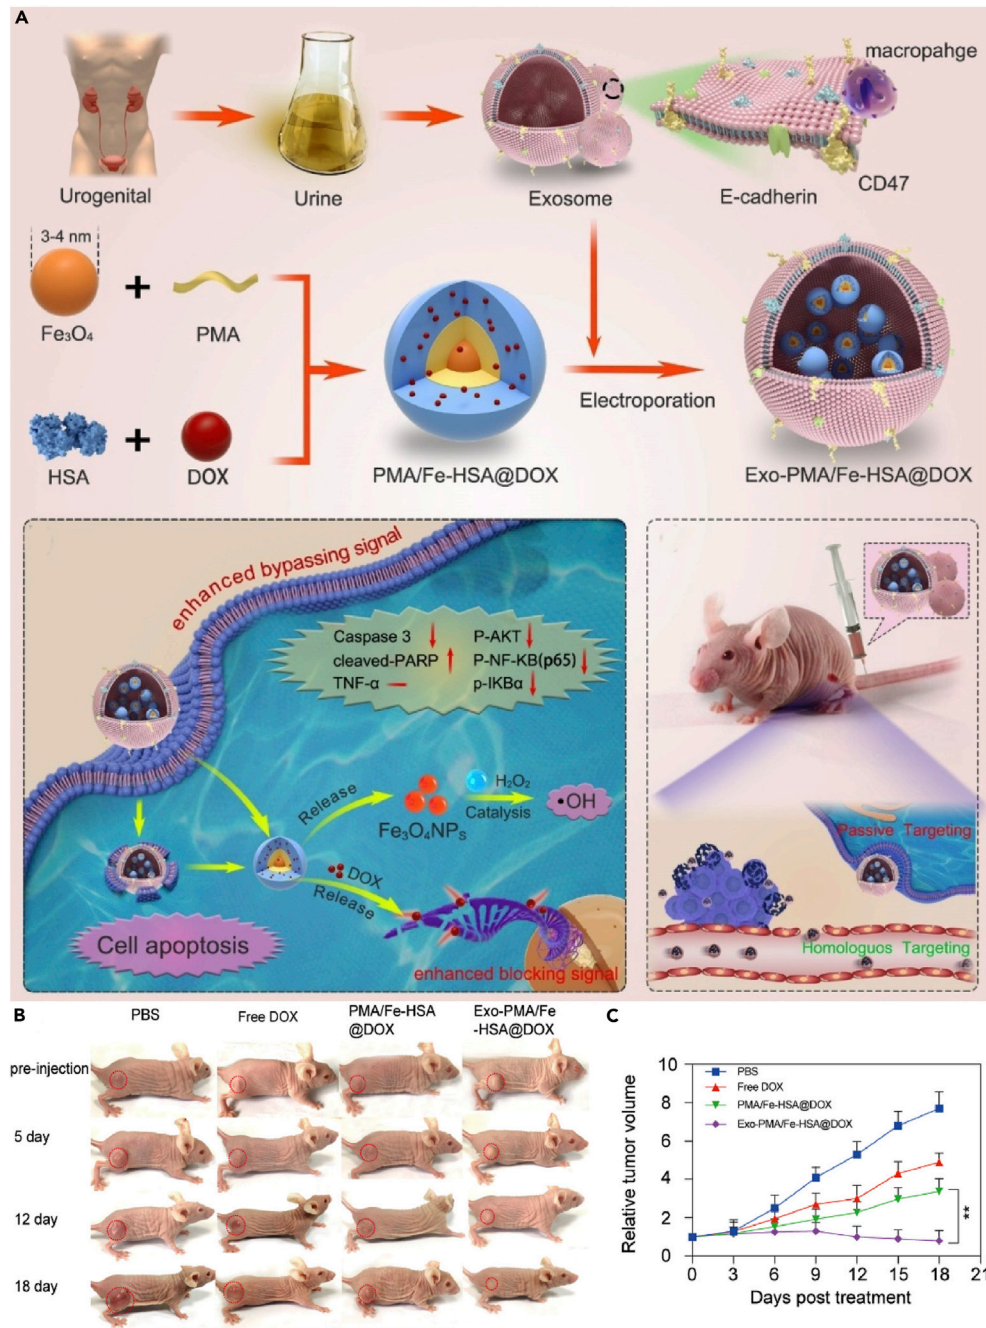 A
macropahge
Urogenital
Urine
Exosome
E-cadherin
CD47
3-4 nm
+
Fe₃O₄
PMA
+
HSA
DOX
PMA/Fe-HSA@DOX
Electroporation
Exo-PMA/Fe-HSA@DOX
enhanced bypassing signal
Caspase 3
P-AKT
cleaved-PARP
P-NF-KB(p65)
TNF-α
p-IKBα
Release
H₂O₂
Catalysis
•OH
Fe₃O₄NPs
DOX
Release
Cell apoptosis
enhanced blocking signal
Passive Targeting
Homologuos Targeting
B
PBS
Free DOX
PMA/Fe-HSA
@DOX
Exo-PMA/Fe
-HSA@DOX
pre-injection
5 day
12 day
18 day
C
PBS
Free DOX
PMA/Fe-HSA@DOX
Exo-PMA/Fe-HSA@DOX
Relative tumor volume
10
8
6
4
2
0
**
0 3 6 9 12 15 18 21
Days post treatment